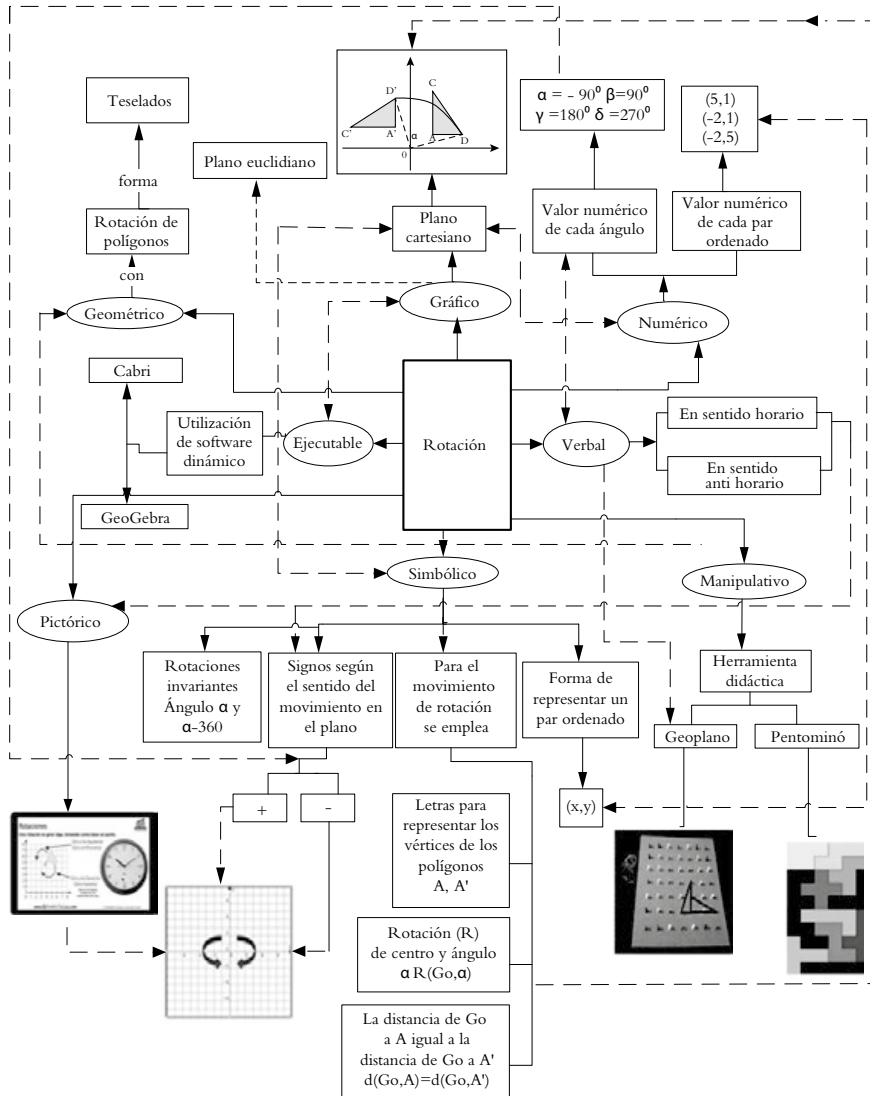 D'
C
C'
A'
α
A
D
0
α = - 90⁰ β=90⁰
γ =180⁰ δ =270⁰
(5,1)
(-2,1)
(-2,5)
Teselados
Plano euclidiano
forma
Rotación de
polígonos
Plano
cartesiano
Valor numérico
de cada ángulo
Valor numérico
de cada par
ordenado
con
Geométrico
Gráfico
Numérico
Cabri
Utilización
de software
dinámico
Ejecutable
Rotación
Verbal
En sentido horario
En sentido
anti horario
GeoGebra
Simbólico
Manipulativo
Pictórico
Rotaciones
invariantes
Ángulo α y
α-360
Signos según
el sentido del
movimiento en
el plano
Para el
movimiento
de rotación
se emplea
Forma de
representar un
par ordenado
Herramienta
didáctica
Geoplano
Pentominó
+
-
(x,y)
Letras para
representar los
vértices de los
polígonos
A, A'
Rotaciones
Rotación (R)
de centro y ángulo
α R(Go,α)
La distancia de Go
a A igual a la
distancia de Go a A'
d(Go,A)=d(Go,A')